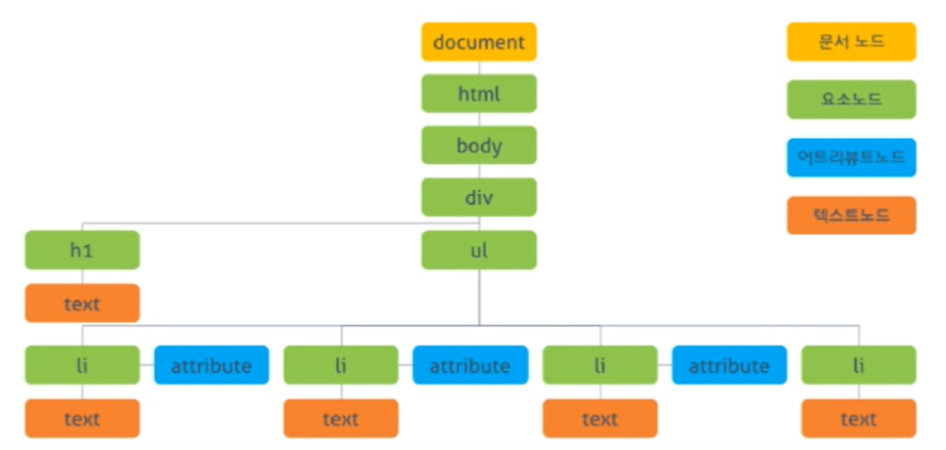 document
문서 노드
html
요소노드
body
어트리뷰트노드
div
텍스트노드
h1
ul
text
li
attribute
li
attribute
li
attribute
li
text
text
text
text